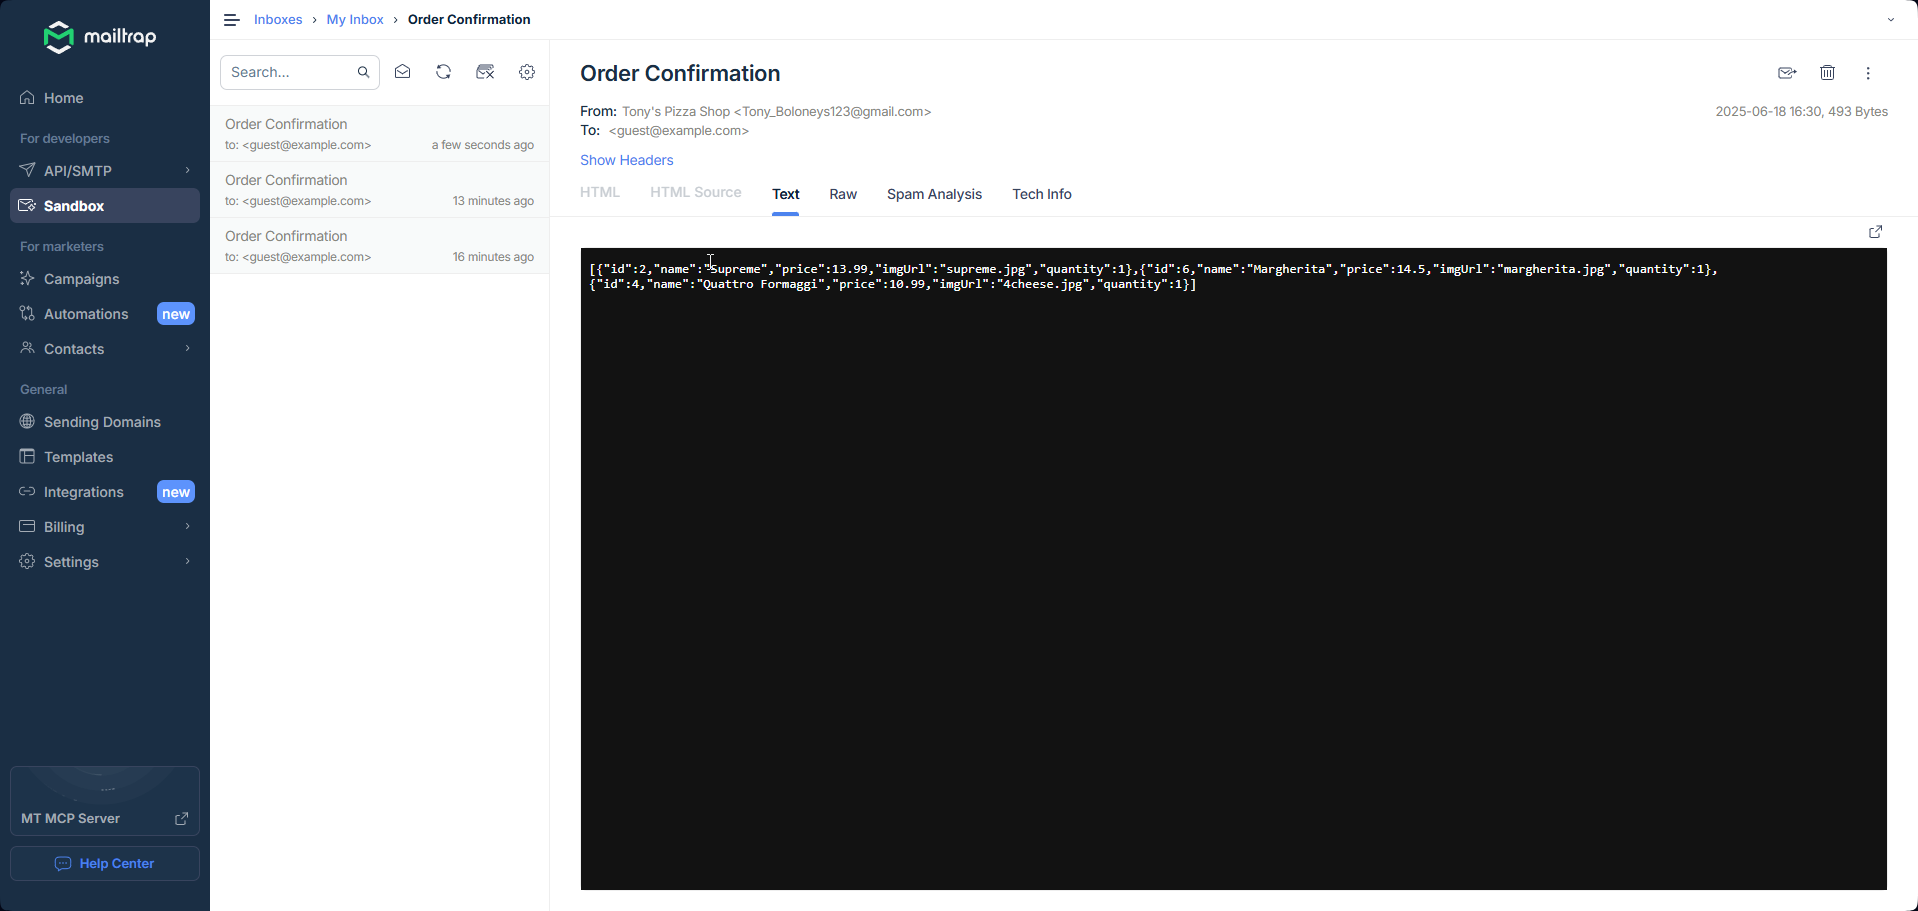 mailtrap
Home
For developers
API/SMTP
Sandbox
For marketers
Campaigns
Automations new
Contacts
General
Sending Domains
Templates
Integrations new
Billing
Settings
MT MCP Server
Help Center
Inboxes › My Inbox › Order Confirmation
Search...
Order Confirmation
to: <guest@example.com> a few seconds ago
Order Confirmation
to: <guest@example.com> 13 minutes ago
Order Confirmation
to: <guest@example.com> 16 minutes ago
Order Confirmation
From: Tony's Pizza Shop <Tony_Boloneys123@gmail.com>
2025-06-18 16:30, 493 Bytes
To: <guest@example.com>
Show Headers
HTML HTML Source Text Raw Spam Analysis Tech Info
[{"id":2,"name":"Supreme","price":13.99,"imgUrl":"supreme.jpg","quantity":1},{"id":6,"name":"Margherita","price":14.5,"imgUrl":"margherita.jpg","quantity":1},
{"id":4,"name":"Quattro Formaggi","price":10.99,"imgUrl":"4cheese.jpg","quantity":1}]